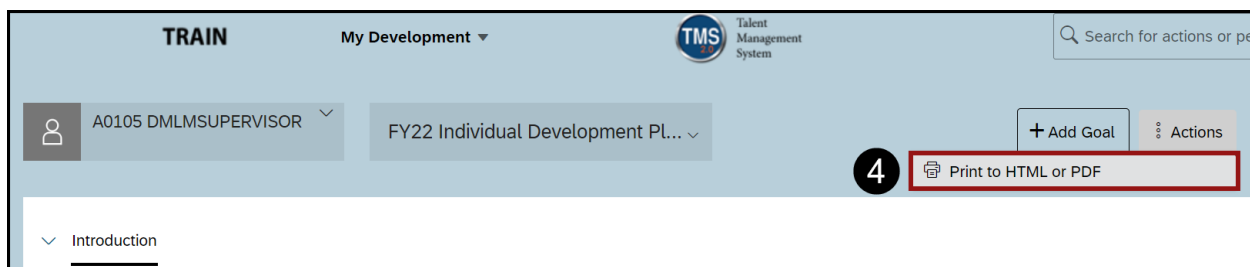 TRAIN
My Development
TMS
2.0
Talent
Management
System
Search for actions or pe
A0105 DMLMSUPERVISOR
FY22 Individual Development Pl...
+ Add Goal
Actions
4
Print to HTML or PDF
Introduction